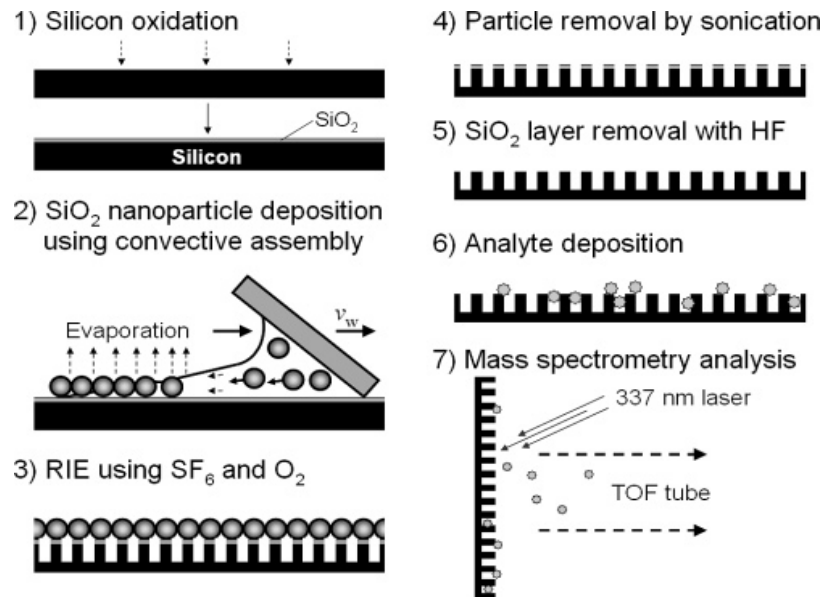 1) Silicon oxidation
SiO₂
Silicon
2) SiO₂ nanoparticle deposition
using convective assembly
Evaporation
v_w
3) RIE using SF₆ and O₂
4) Particle removal by sonication
5) SiO₂ layer removal with HF
6) Analyte deposition
7) Mass spectrometry analysis
337 nm laser
TOF tube